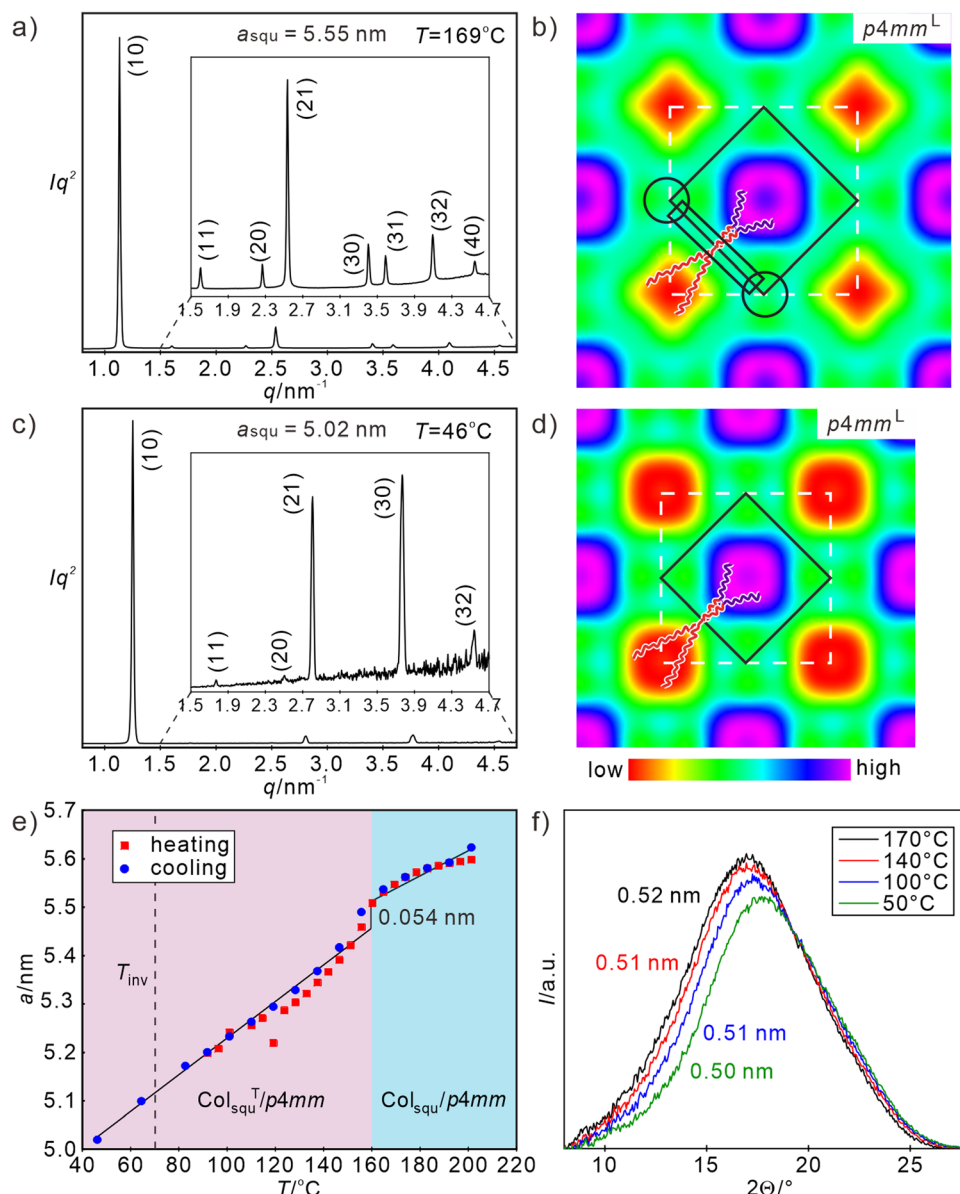 a)
a_squ = 5.55 nm T=169°C
(10)
(11)
(20)
(21)
(30)
(31)
(32)
(40)
1.5 1.9 2.3 2.7 3.1 3.5 3.9 4.3 4.7
Iq²
1.0 1.5 2.0 2.5 3.0 3.5 4.0 4.5
q/nm⁻¹
b)
p4mmᴸ
c)
a_squ = 5.02 nm T=46°C
(10)
(11)
(20)
(21)
(30)
(32)
1.5 1.9 2.3 2.7 3.1 3.5 3.9 4.3 4.7
Iq²
1.0 1.5 2.0 2.5 3.0 3.5 4.0 4.5
q/nm⁻¹
d)
p4mmᴸ
low high
e)
5.7
5.6
5.5
5.4
5.3
5.2
5.1
5.0
a/nm
heating
cooling
0.054 nm
T_inv
Col_squ^T/p4mm
Col_squ/p4mm
40 60 80 100 120 140 160 180 200 220
T/°C
f)
170°C
140°C
100°C
50°C
0.52 nm
0.51 nm
0.51 nm
0.50 nm
I/a.u.
10 15 20 25
2Θ/°